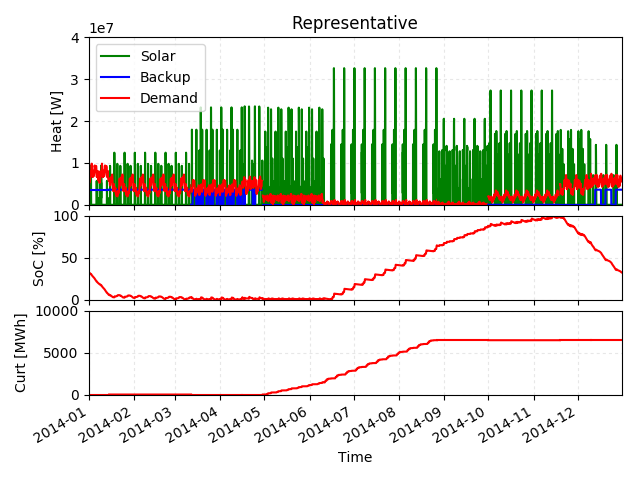 Representative
1e7
4
3
2
1
0
Heat [W]
Solar
Backup
Demand
100
50
0
SoC [%]
10000
5000
0
Curt [MWh]
2014-01
2014-02
2014-03
2014-04
2014-05
2014-06
2014-07
2014-08
2014-09
2014-10
2014-11
2014-12
Time